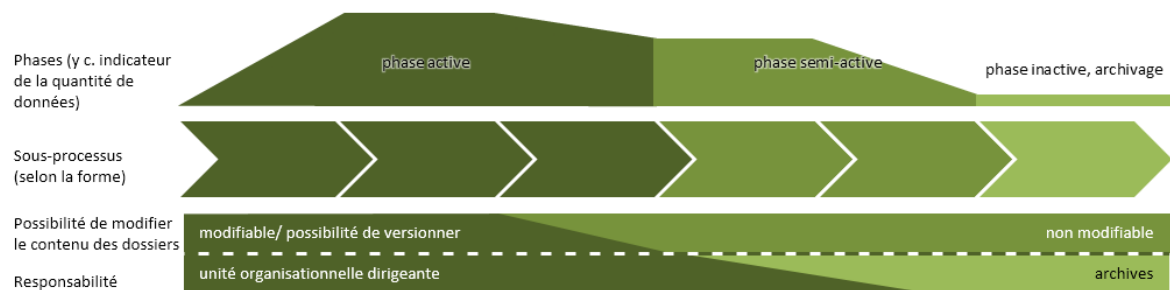 Phases (y c. indicateur
de la quantité de
données)
phase active
phase semi-active
phase inactive, archivage
Sous-processus
(selon la forme)
Possibilité de modifier
le contenu des dossiers
modifiable/ possibilité de versionner
non modifiable
Responsabilité
unité organisationnelle dirigeante
archives